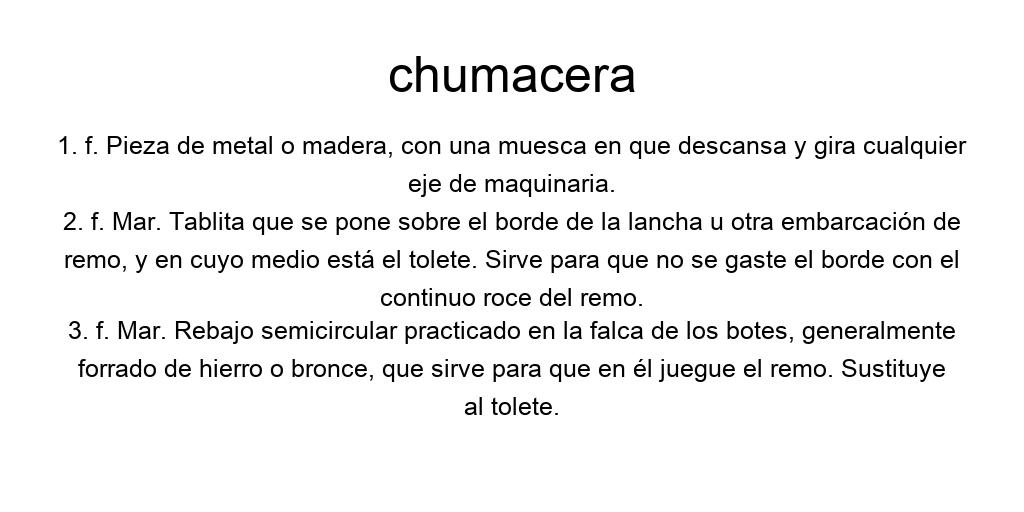 chumacera
1. f. Pieza de metal o madera, con una muesca en que descansa y gira cualquier
eje de maquinaria.
2. f. Mar. Tablita que se pone sobre el borde de la lancha u otra embarcación de
remo, y en cuyo medio está el tolete. Sirve para que no se gaste el borde con el
continuo roce del remo.
3. f. Mar. Rebajo semicircular practicado en la falca de los botes, generalmente
forrado de hierro o bronce, que sirve para que en él juegue el remo. Sustituye
al tolete.